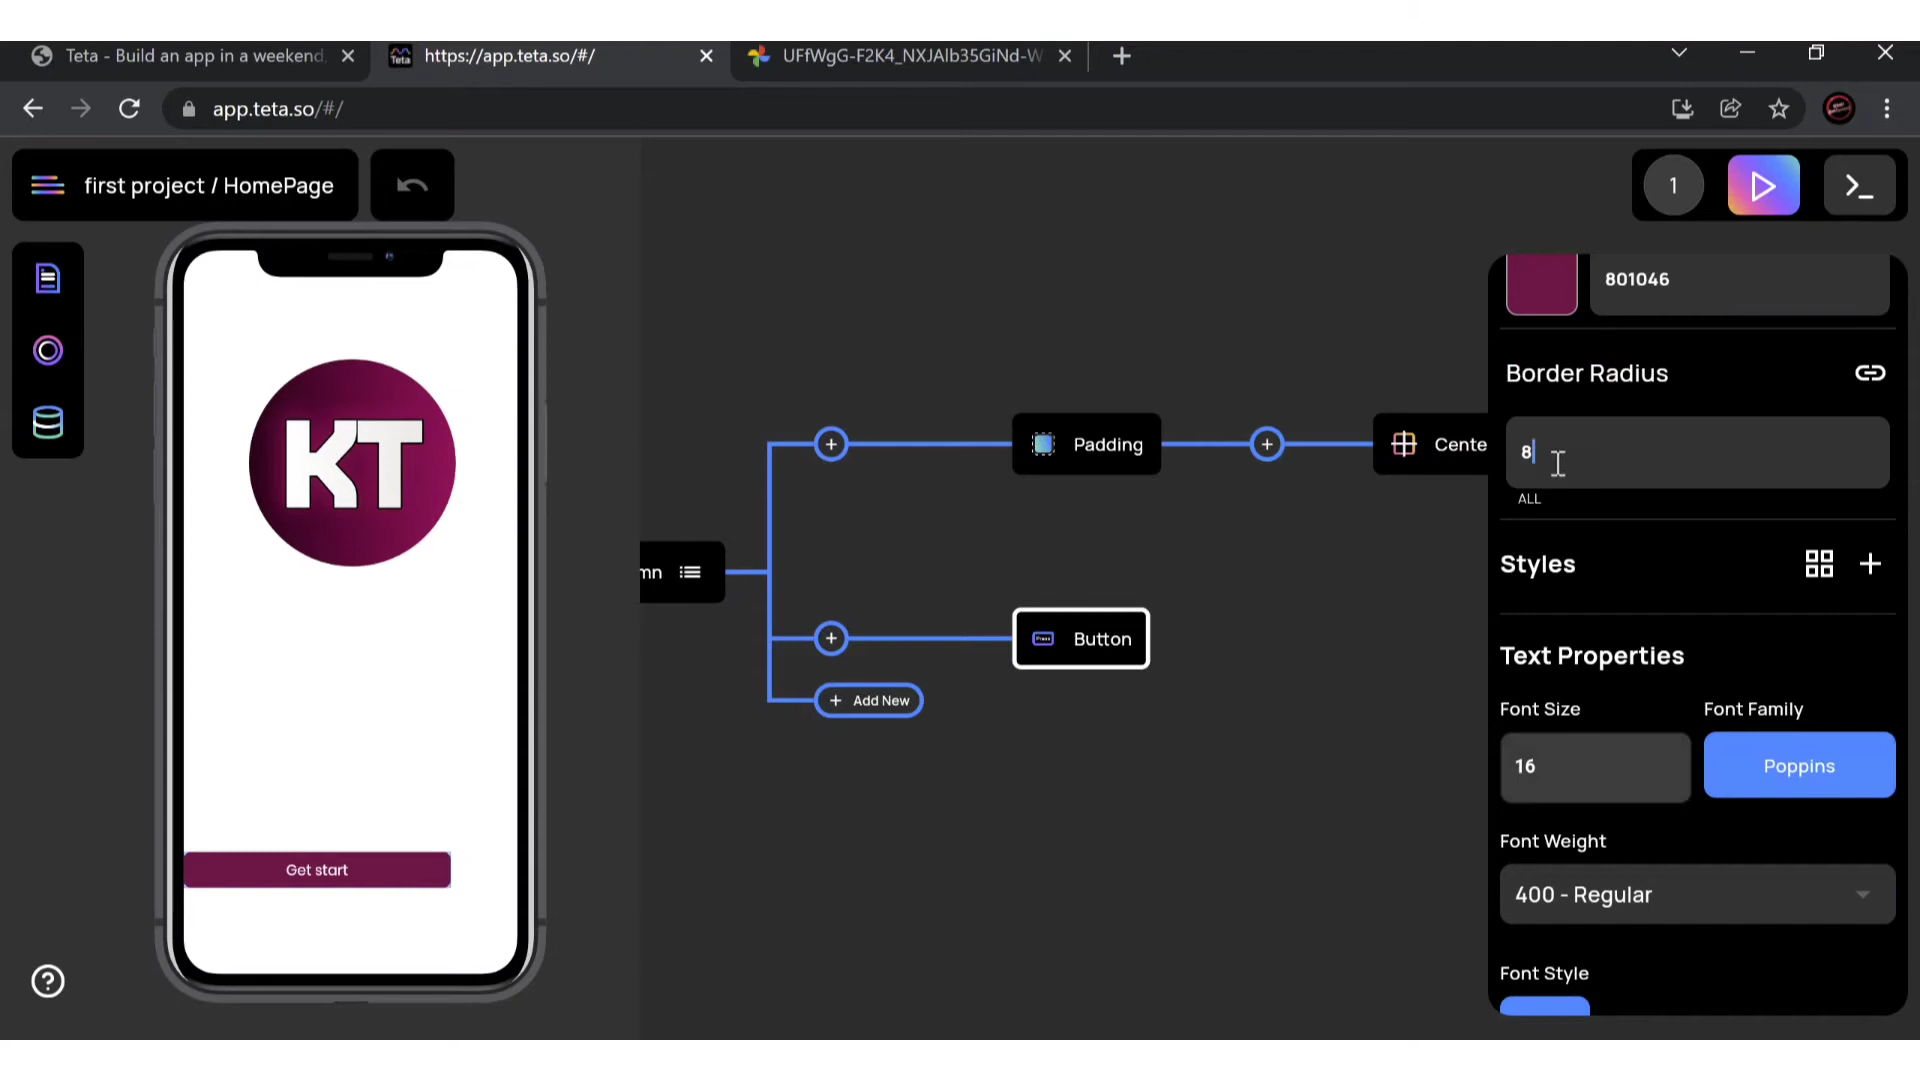 Teta - Build an app in a weekend,
Teta
https://app.teta.so/#/
UFfWgG-F2K4_NXJAlb35GiNd-W
app.teta.so/#/
first project / HomePage
1
801046
Border Radius
KT
Padding
Cente
8
ALL
mn
Styles
Button
Text Properties
Add New
Font Size
Font Family
16
Poppins
Font Weight
Get start
400 - Regular
Font Style